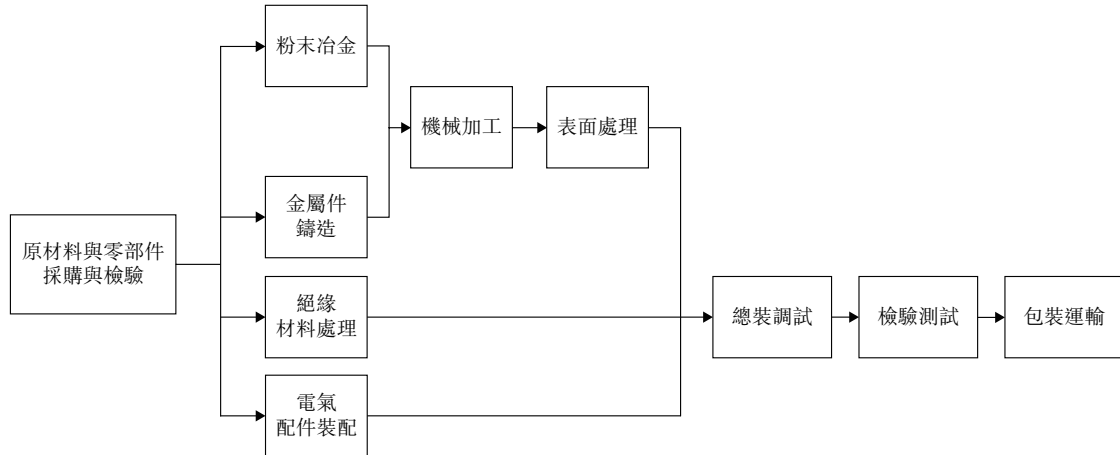 粉末冶金
機械加工
表面處理
金屬件
鑄造
原材料與零部件
採購與檢驗
絕緣
材料處理
總裝調試
檢驗測試
包裝運輸
電氣
配件裝配